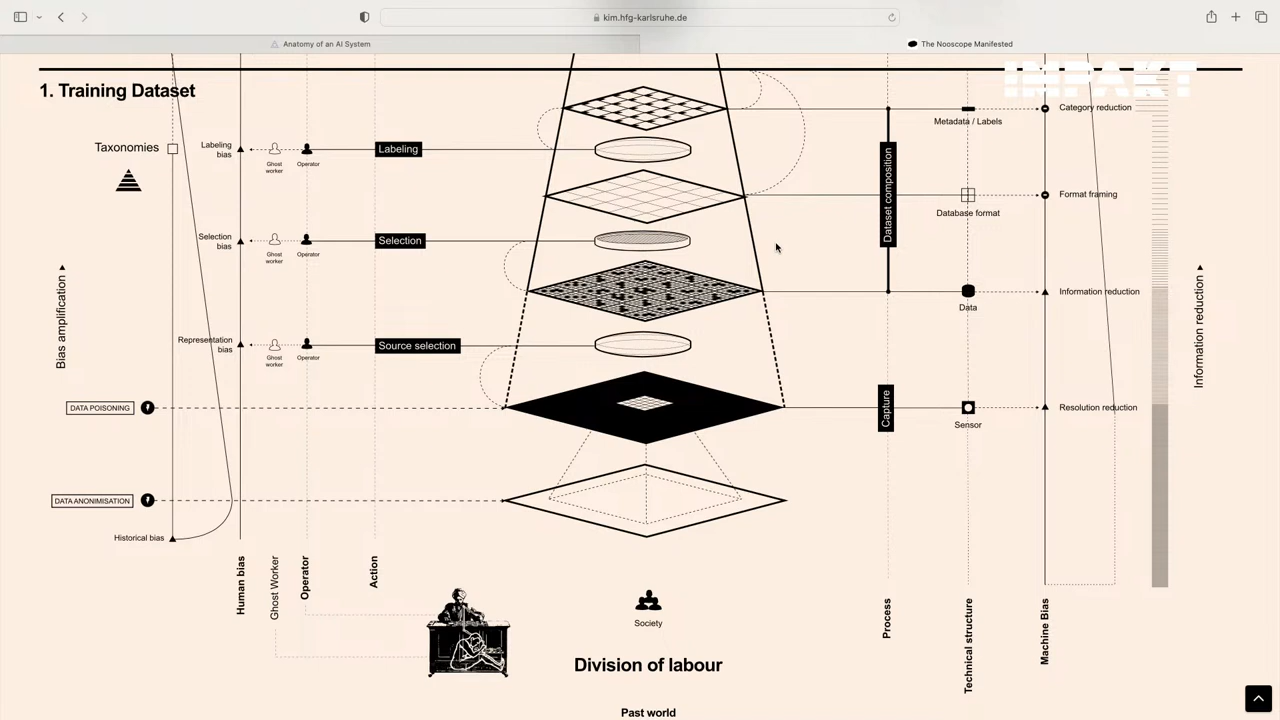 kim.hfg-karlsruhe.de
Anatomy of an AI System
The Nooscope Manifested
IMPAKT
1. Training Dataset
Category reduction
Metadata / Labels
Taxonomies
Labeling
bias
Ghost
worker
Operator
Labeling
Dataset composition
Format framing
Database format
Selection
bias
Ghost
worker
Operator
Selection
Bias amplification
Information reduction
Information reduction
Data
Representation
bias
Ghost
worker
Operator
Source selection
DATA POISONING
Capture
Resolution reduction
Sensor
DATA ANONIMISATION
Historical bias
Human bias
Ghost Worker
Operator
Action
Society
Process
Technical structure
Machine Bias
Division of labour
Past world